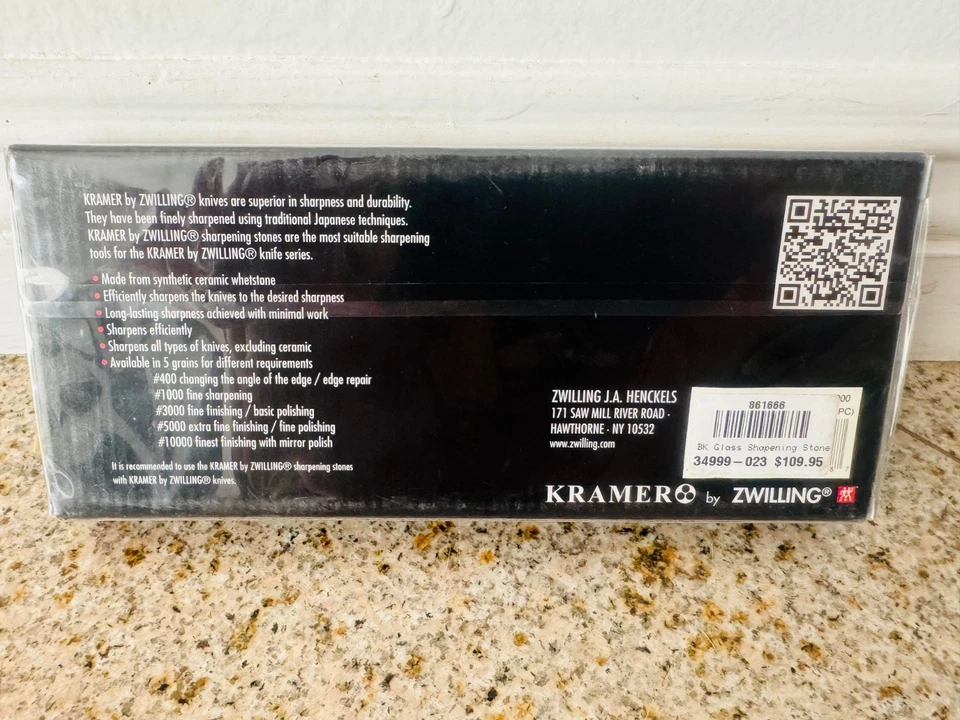 KRAMER by ZWILLING® knives are superior in sharpness and durability.
They have been finely sharpened using traditional Japanese techniques.
KRAMER by ZWILLING® sharpening stones are the most suitable sharpening
tools for the KRAMER by ZWILLING® knife series.
• Made from synthetic ceramic whetstone
• Efficiently sharpens the knives to the desired sharpness
• Long-lasting sharpness achieved with minimal work
• Sharpens efficiently
• Sharpens all types of knives, excluding ceramic
• Available in 5 grains for different requirements
#400 changing the angle of the edge / edge repair
#1000 fine sharpening
#3000 fine finishing / basic polishing
#5000 extra fine finishing / fine polishing
#10000 finest finishing with mirror polish
It is recommended to use the KRAMER by ZWILLING® sharpening stones
with KRAMER by ZWILLING® knives.
ZWILLING J.A. HENCKELS
171 SAW MILL RIVER ROAD ·
HAWTHORNE · NY 10532
www.zwilling.com
861666
BK Glass Shapening Stone
34999-023 $109.95
PC)
KRAMER by ZWILLING®